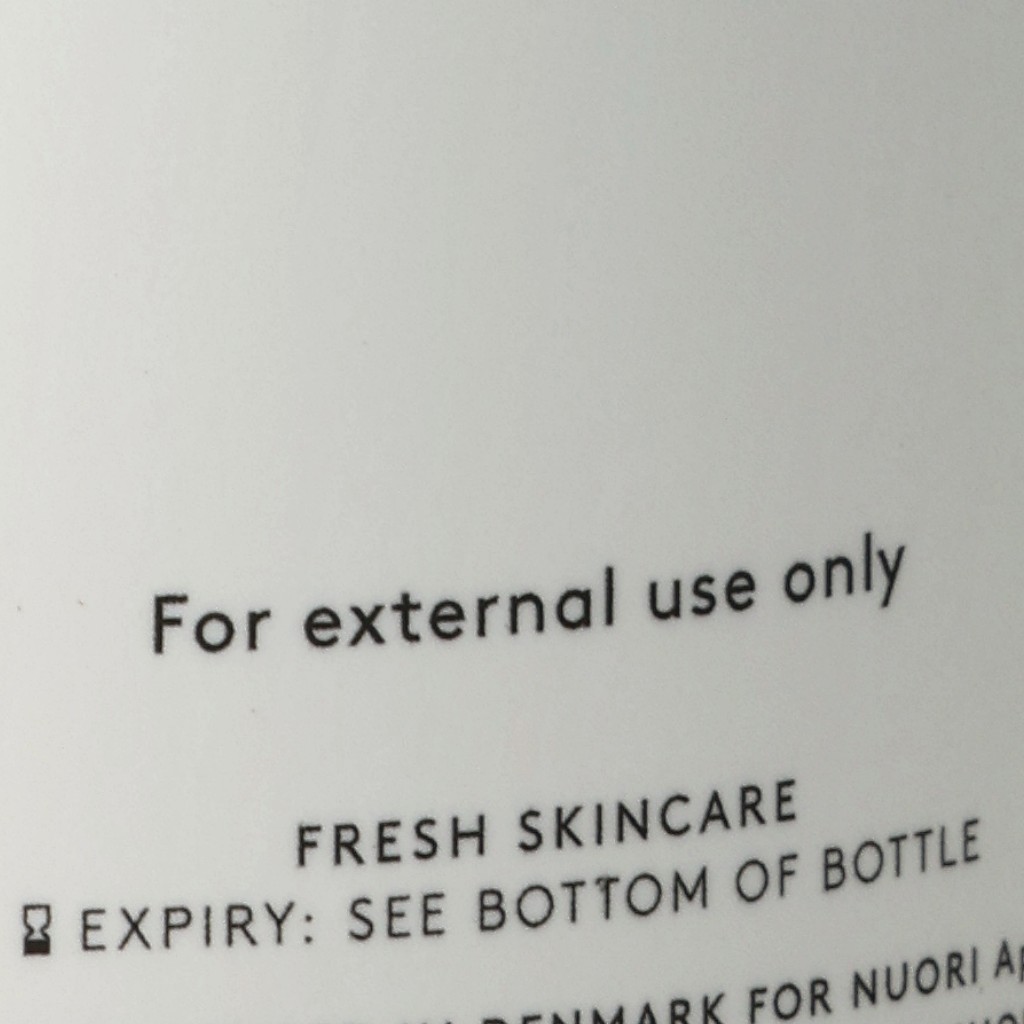 For external use only
FRESH SKINCARE
EXPIRY: SEE BOTTOM OF BOTTLE
DENMARK FOR NUORI